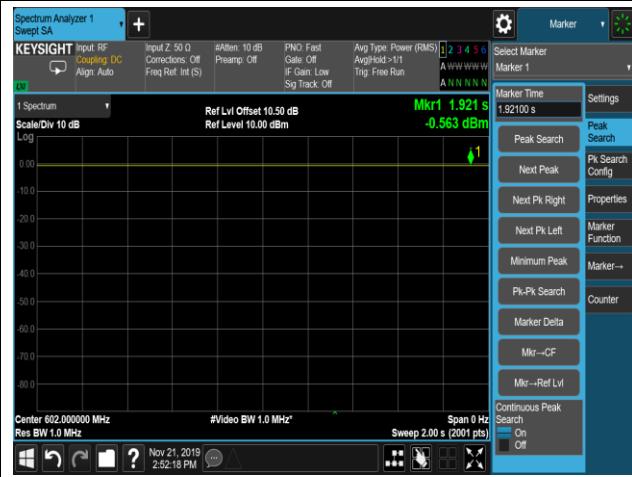 Spectrum Analyzer 1
Swept SA
Marker
KEYSIGHT
Input: RF
Coupling: DC
Align: Auto
Input Z: 50 Ω
Corrections: Off
Freq Ref: Int (S)
#Atten: 10 dB
Preamp: Off
PNO: Fast
Gate: Off
IF Gain: Low
Sig Track: Off
Avg Type: Power (RMS)
Avg|Hold:>1/1
Trig: Free Run
1 2 3 4 5 6
A W W W W W
A N N N N N
LXI
Select Marker
Marker 1
1 Spectrum
Scale/Div 10 dB
Log
Ref Lvl Offset 10.50 dB
Ref Level 10.00 dBm
Mkr1 1.921 s
-0.563 dBm
1
0.00
-10.0
-20.0
-30.0
-40.0
-50.0
-60.0
-70.0
-80.0
Center 602.000000 MHz
Res BW 1.0 MHz
#Video BW 1.0 MHz*
Span 0 Hz
Sweep 2.00 s (2001 pts)
Marker Time
1.92100 s
Peak Search
Next Peak
Next Pk Right
Next Pk Left
Minimum Peak
Pk-Pk Search
Marker Delta
Mkr→CF
Mkr→Ref Lvl
Continuous Peak
Search
On
Off
Settings
Peak
Search
Pk Search
Config
Properties
Marker
Function
Marker→
Counter
Nov 21, 2019
2:52:18 PM